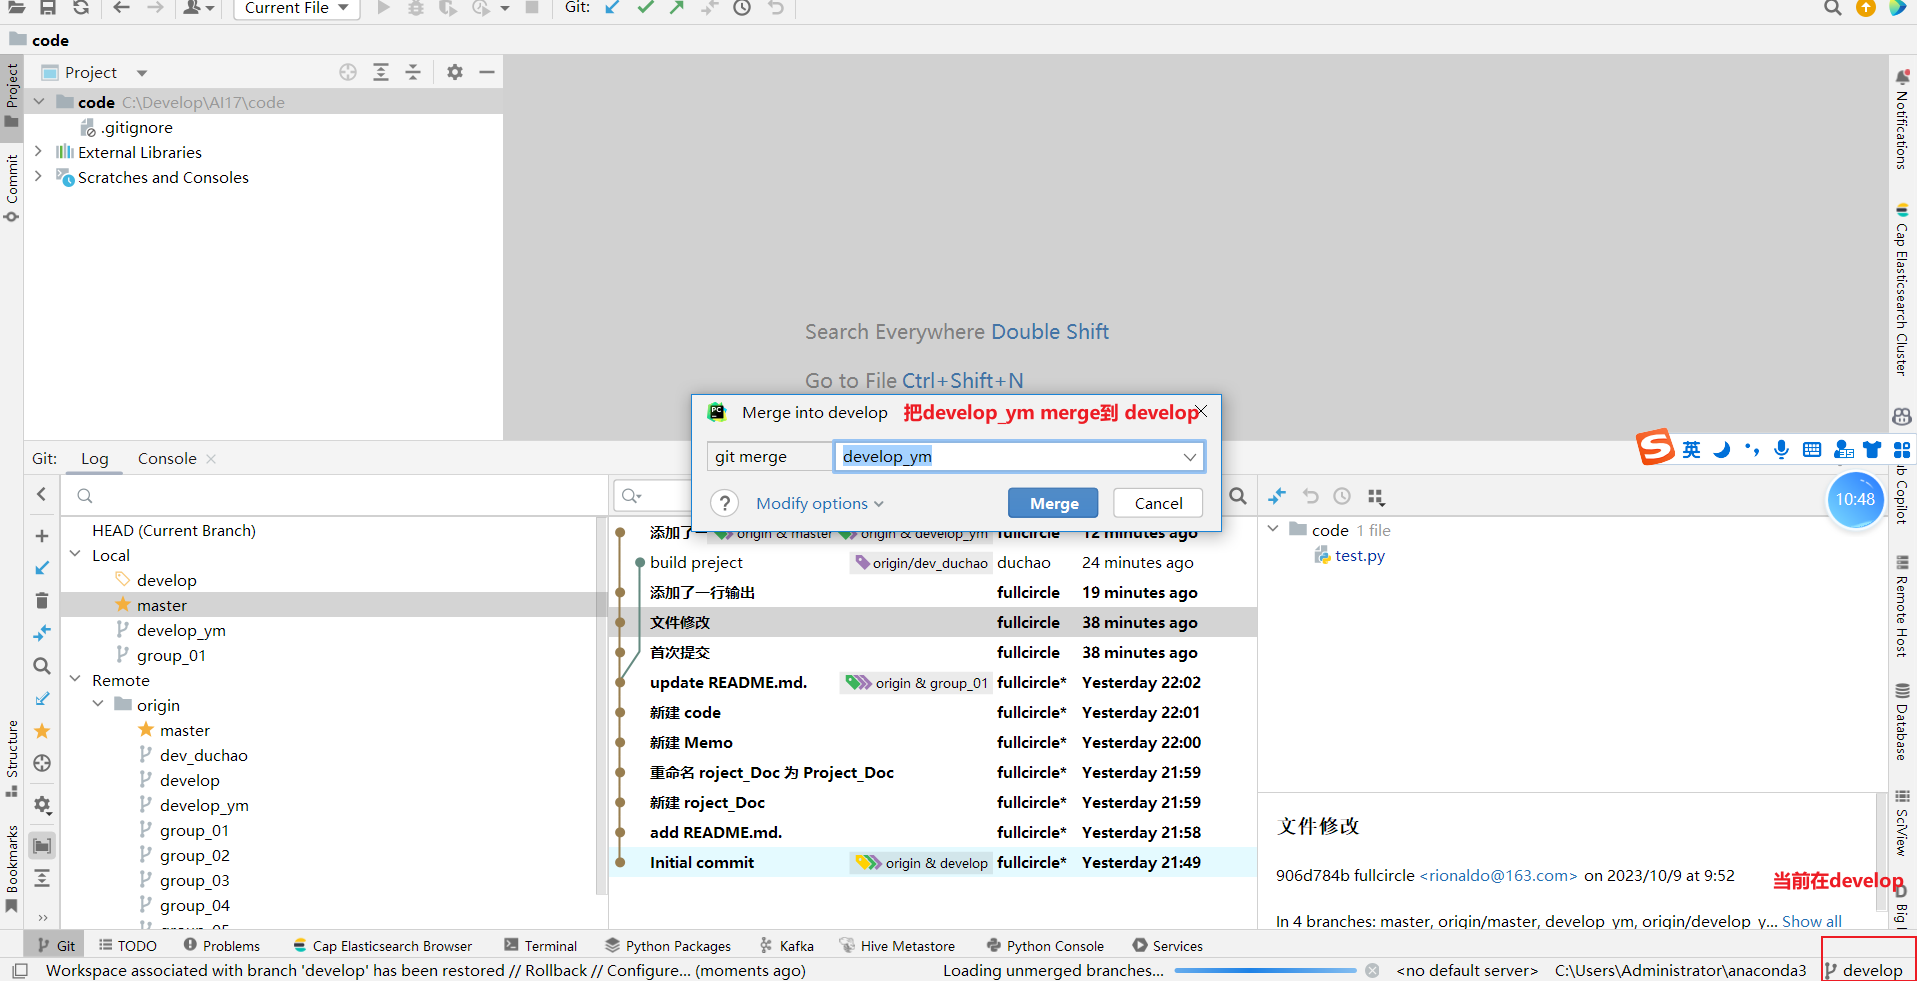 Current File
Git:
code
Project
code C:\Develop\AI17\code
.gitignore
External Libraries
Scratches and Consoles
Project
Commit
Structure
Bookmarks
Search Everywhere Double Shift
Go to File Ctrl+Shift+N
Notifications
Cap Elasticsearch Cluster
ub Copilot
Remote Host
Database
SciView
Big
Merge into develop 把develop_ym merge到 develop
git merge develop_ym
? Modify options Merge Cancel
英
10:48
Git: Log Console
HEAD (Current Branch)
Local
develop
master
develop_ym
group_01
Remote
origin
master
dev_duchao
develop
develop_ym
group_01
group_02
group_03
group_04
添加了一 origin & master origin & develop_ym fullcircle 12 minutes ago
build preject origin/dev_duchao duchao 24 minutes ago
添加了一行输出 fullcircle 19 minutes ago
文件修改 fullcircle 38 minutes ago
首次提交 fullcircle 38 minutes ago
update README.md. origin & group_01 fullcircle* Yesterday 22:02
新建 code fullcircle* Yesterday 22:01
新建 Memo fullcircle* Yesterday 22:00
重命名 roject_Doc 为 Project_Doc fullcircle* Yesterday 21:59
新建 roject_Doc fullcircle* Yesterday 21:59
add README.md. fullcircle* Yesterday 21:58
Initial commit origin & develop fullcircle* Yesterday 21:49
code 1 file
test.py
文件修改
906d784b fullcircle <rionaldo@163.com> on 2023/10/9 at 9:52
当前在develop
In 4 branches: master, origin/master, develop_ym, origin/develop_y... Show all
Git TODO Problems Cap Elasticsearch Browser Terminal Python Packages Kafka Hive Metastore Python Console Services
Workspace associated with branch 'develop' has been restored // Rollback // Configure... (moments ago) Loading unmerged branches... <no default server> C:\Users\Administrator\anaconda3 develop